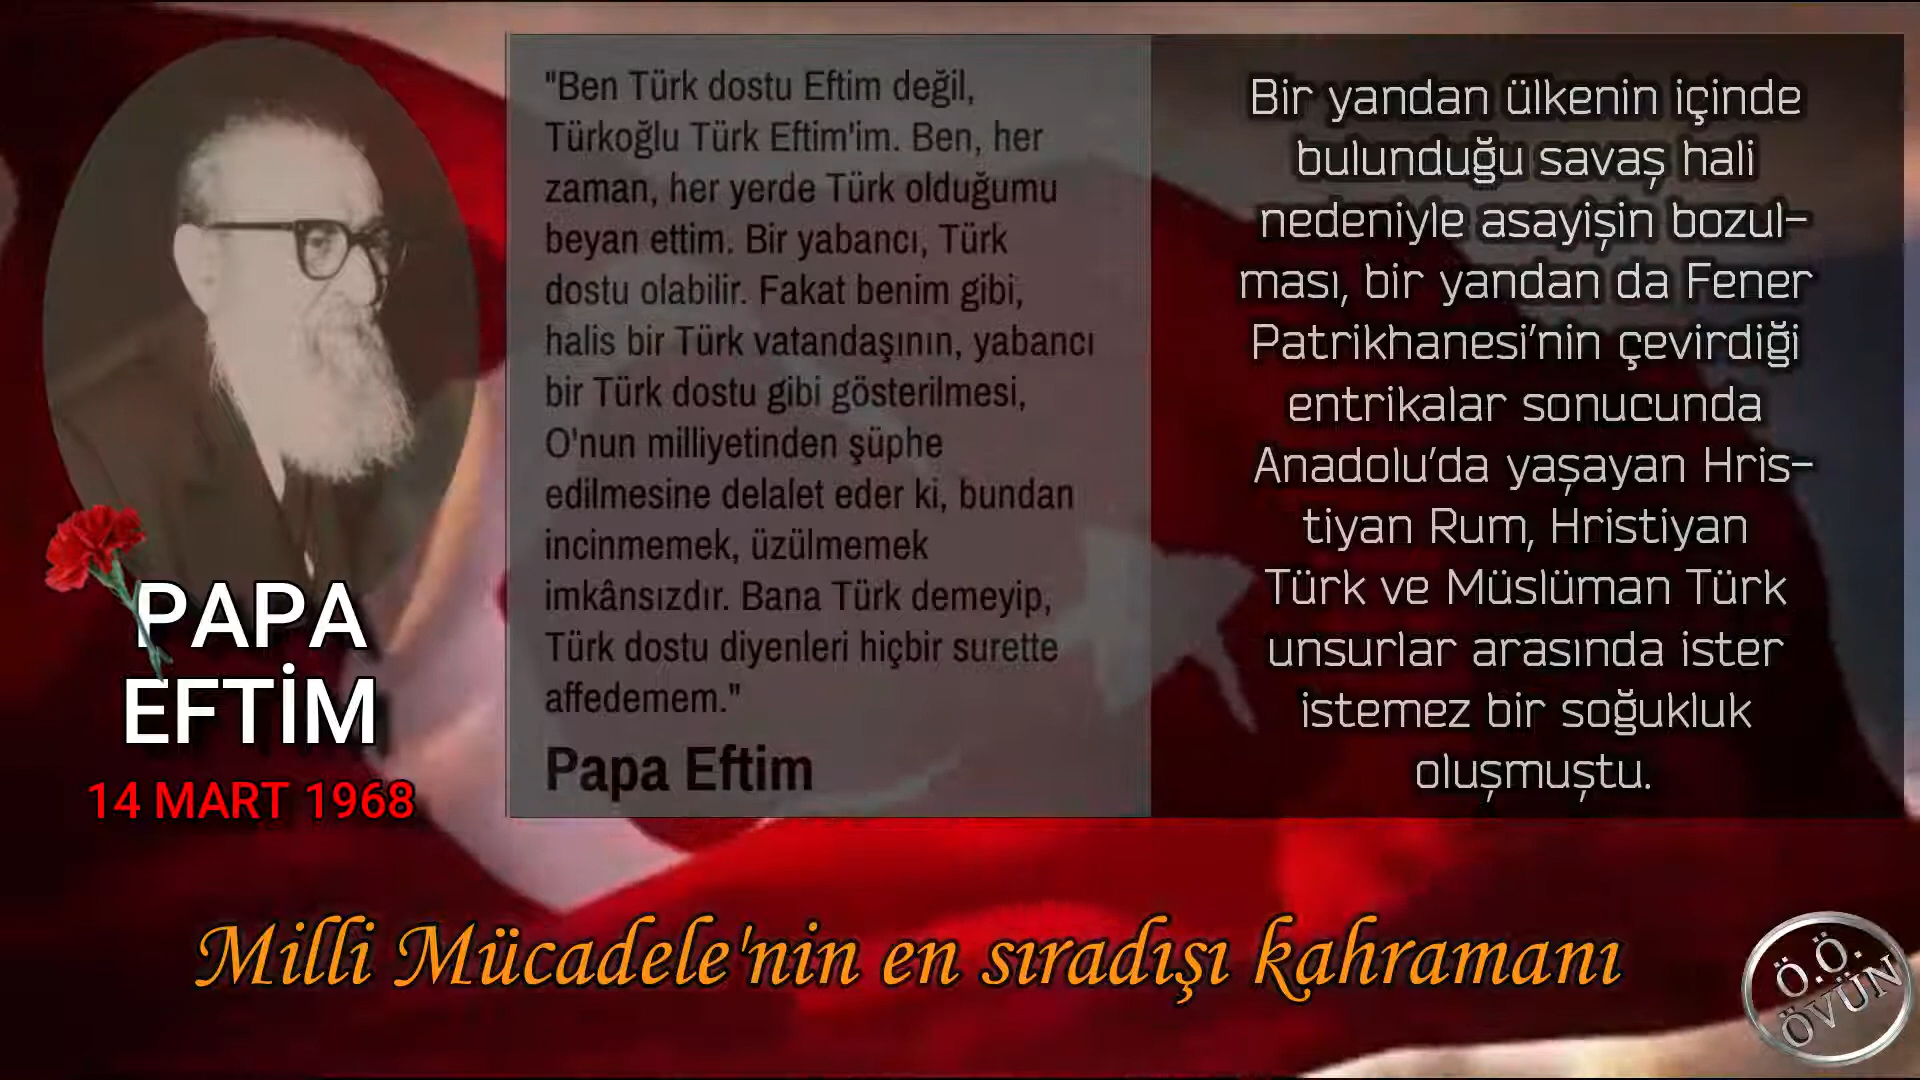 "Ben Türk dostu Eftim değil,
Türkoğlu Türk Eftim'im. Ben, her
zaman, her yerde Türk olduğumu
beyan ettim. Bir yabancı, Türk
dostu olabilir. Fakat benim gibi,
halis bir Türk vatandaşının, yabancı
bir Türk dostu gibi gösterilmesi,
O'nun milliyetinden şüphe
edilmesine delalet eder ki, bundan
incinmemek, üzülmemek
imkânsızdır. Bana Türk demeyip,
Türk dostu diyenleri hiçbir surette
affedemem."
Papa Eftim
Bir yandan ülkenin içinde
bulunduğu savaş hali
nedeniyle asayişin bozul-
ması, bir yandan da Fener
Patrikhanesi'nin çevirdiği
entrikalar sonucunda
Anadolu'da yaşayan Hris-
tiyan Rum, Hristiyan
Türk ve Müslüman Türk
unsurlar arasında ister
istemez bir soğukluk
oluşmuştu.
PAPA
EFTİM
14 MART 1968
Milli Mücadele'nin en sıradışı kahramanı
Ö.Ö.
ÖVÜN